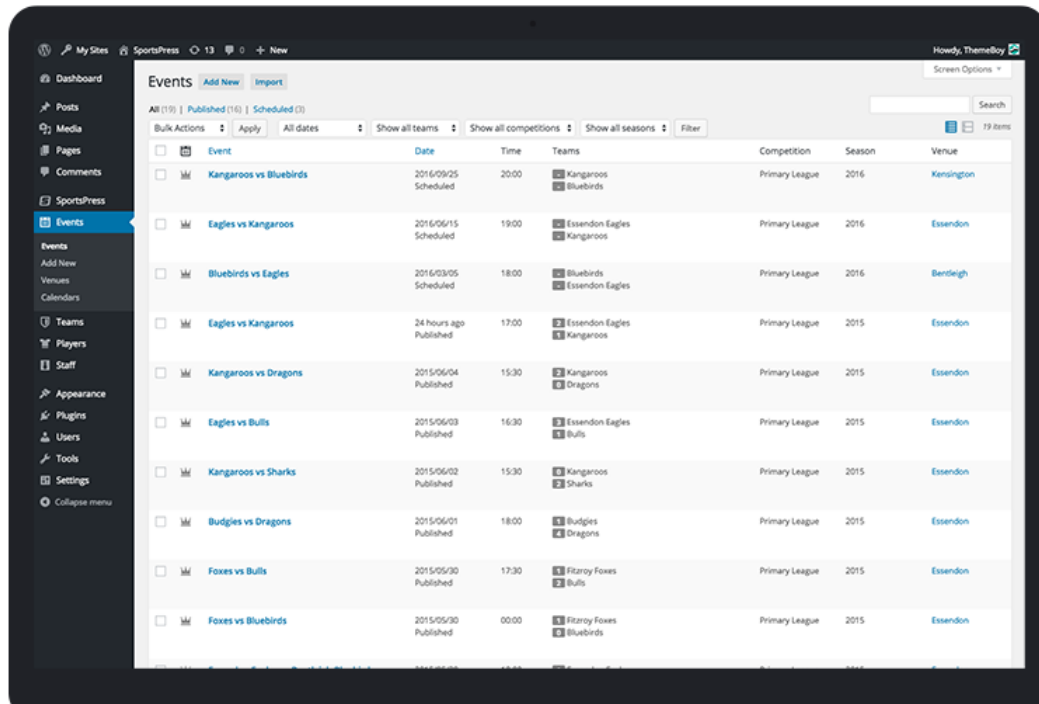 My Sites SportsPress 13 0 + New Howdy, ThemeBoy
Screen Options
Dashboard
Posts
Media
Pages
Comments
SportsPress
Events
Events
Add New
Venues
Calendars
Teams
Players
Staff
Appearance
Plugins
Users
Tools
Settings
Collapse menu
Events Add New Import
All (19) | Published (16) | Scheduled (3)
Search
Bulk Actions Apply All dates Show all teams Show all competitions Show all seasons Filter 19 items
Event Date Time Teams Competition Season Venue
Kangaroos vs Bluebirds 2016/09/25 20:00 - Kangaroos Primary League 2016 Kensington
Scheduled - Bluebirds
Eagles vs Kangaroos 2016/06/15 19:00 - Essendon Eagles Primary League 2016 Essendon
Scheduled - Kangaroos
Bluebirds vs Eagles 2016/03/05 18:00 - Bluebirds Primary League 2016 Bentleigh
Scheduled - Essendon Eagles
Eagles vs Kangaroos 24 hours ago 17:00 2 Essendon Eagles Primary League 2015 Essendon
Published 1 Kangaroos
Kangaroos vs Dragons 2015/06/04 15:30 2 Kangaroos Primary League 2015 Essendon
Published 0 Dragons
Eagles vs Bulls 2015/06/03 16:30 3 Essendon Eagles Primary League 2015 Essendon
Published 1 Bulls
Kangaroos vs Sharks 2015/06/02 15:30 0 Kangaroos Primary League 2015 Essendon
Published 2 Sharks
Budgies vs Dragons 2015/06/01 18:00 1 Budgies Primary League 2015 Essendon
Published 4 Dragons
Foxes vs Bulls 2015/05/30 17:30 1 Fitzroy Foxes Primary League 2015 Essendon
Published 2 Bulls
Foxes vs Bluebirds 2015/05/30 00:00 1 Fitzroy Foxes Primary League 2015 Essendon
Published 0 Bluebirds